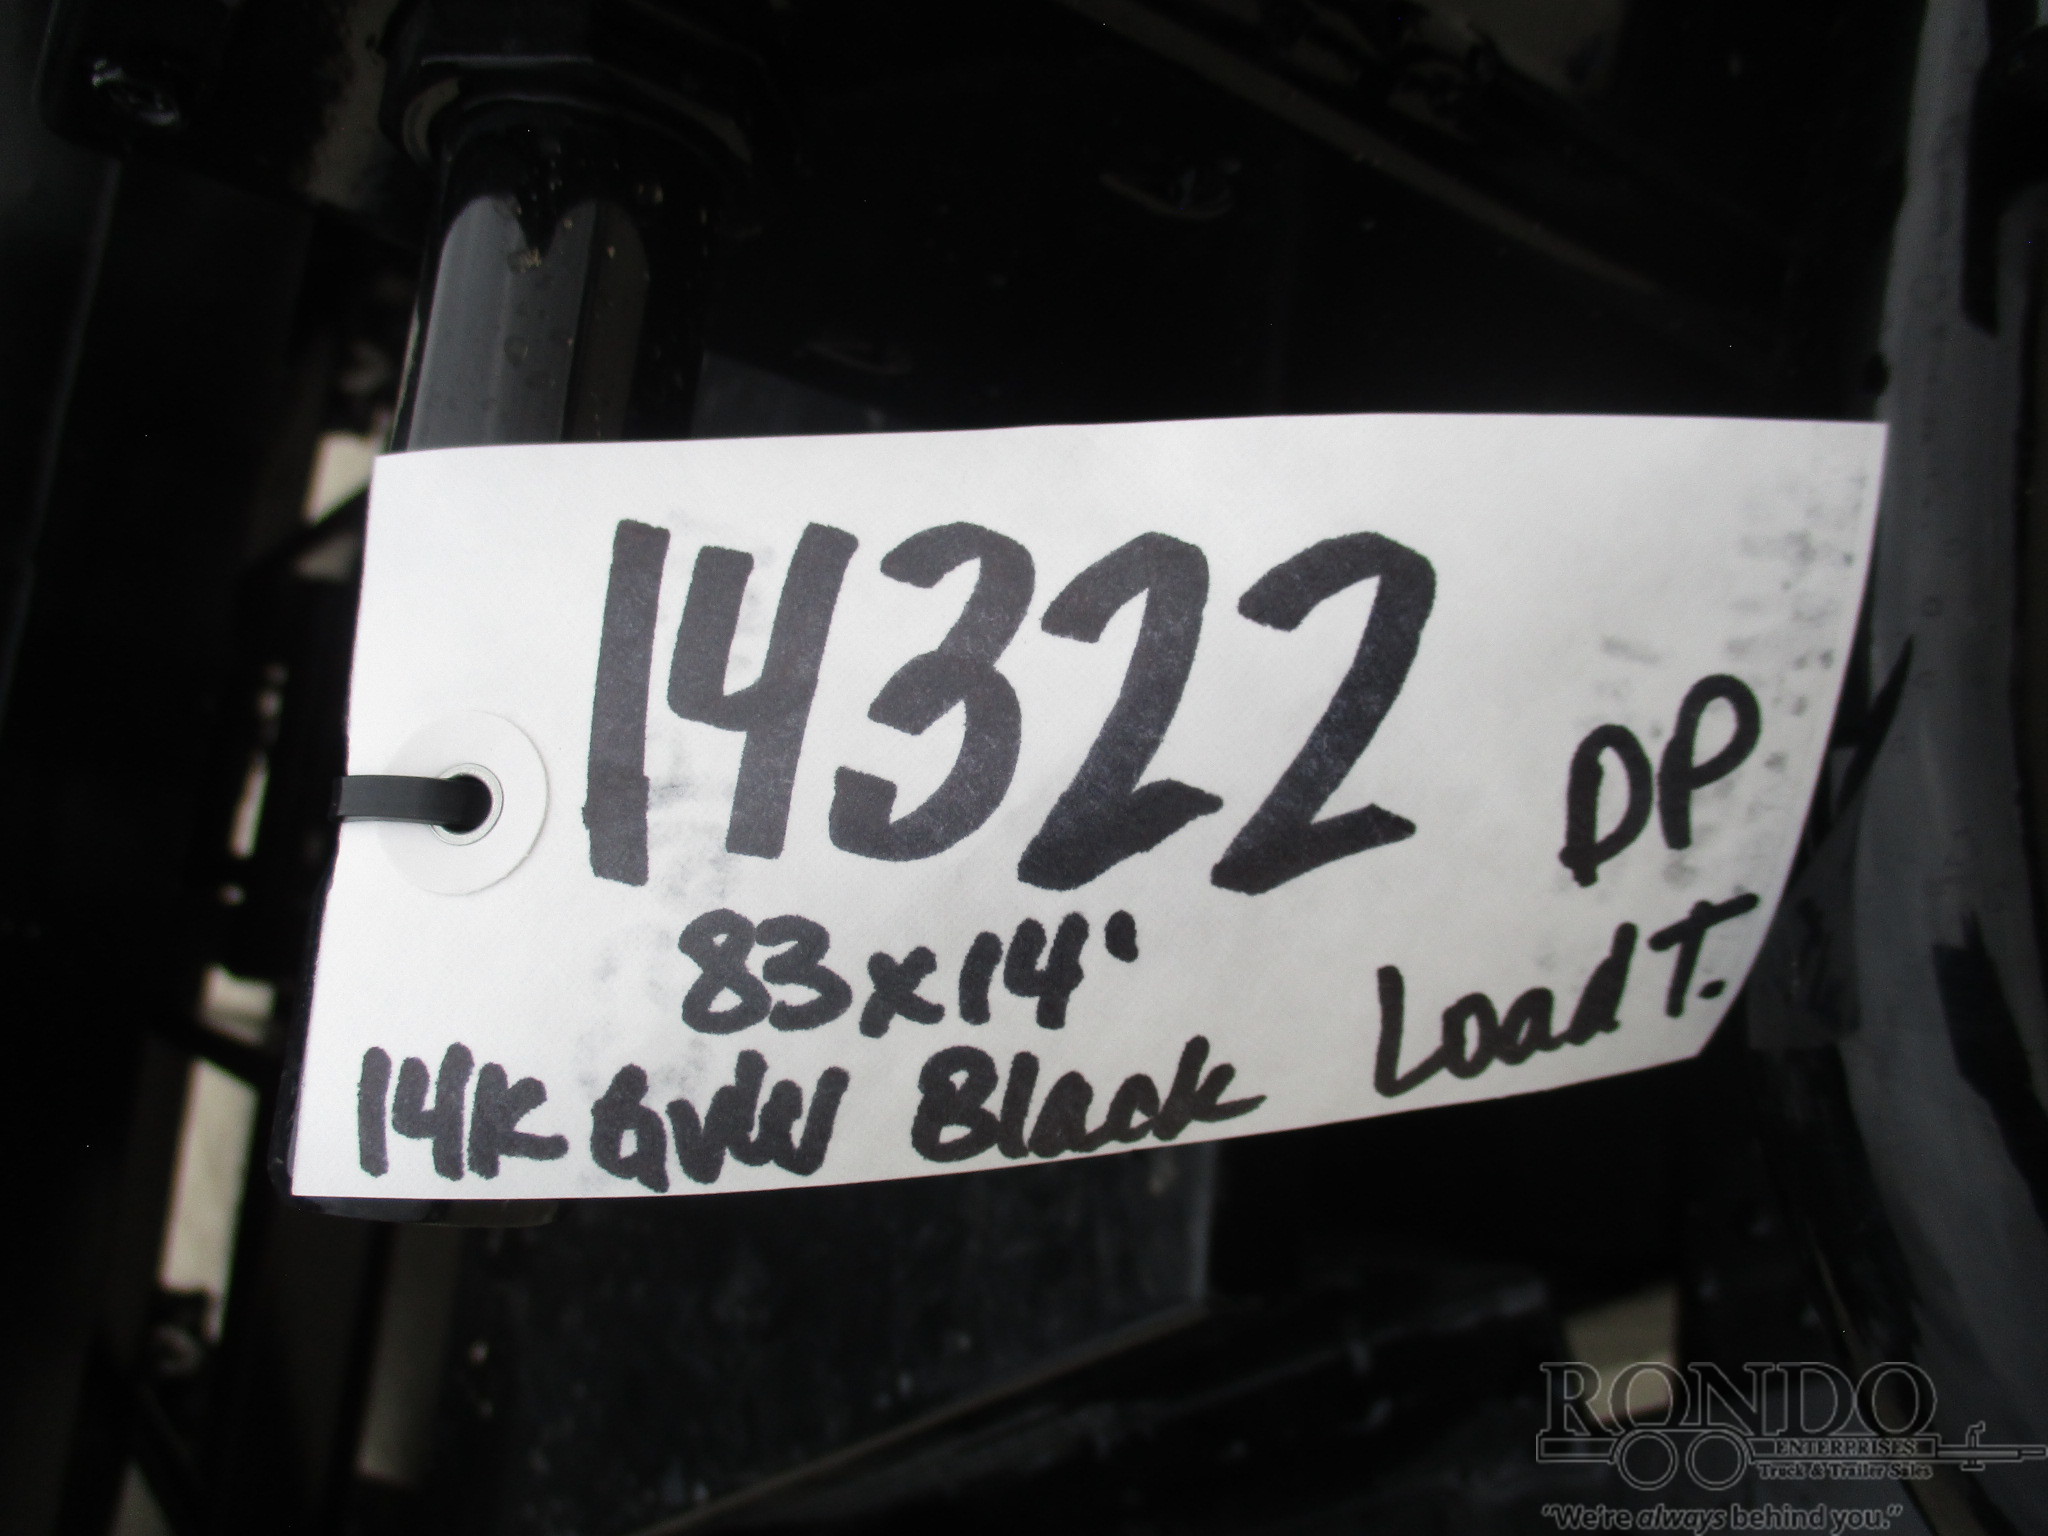 14322
DP
83x14'
Load T.
14K GVW Black
RONDO
ENTERPRISES
Truck & Trailer Sales
"We're always behind you."